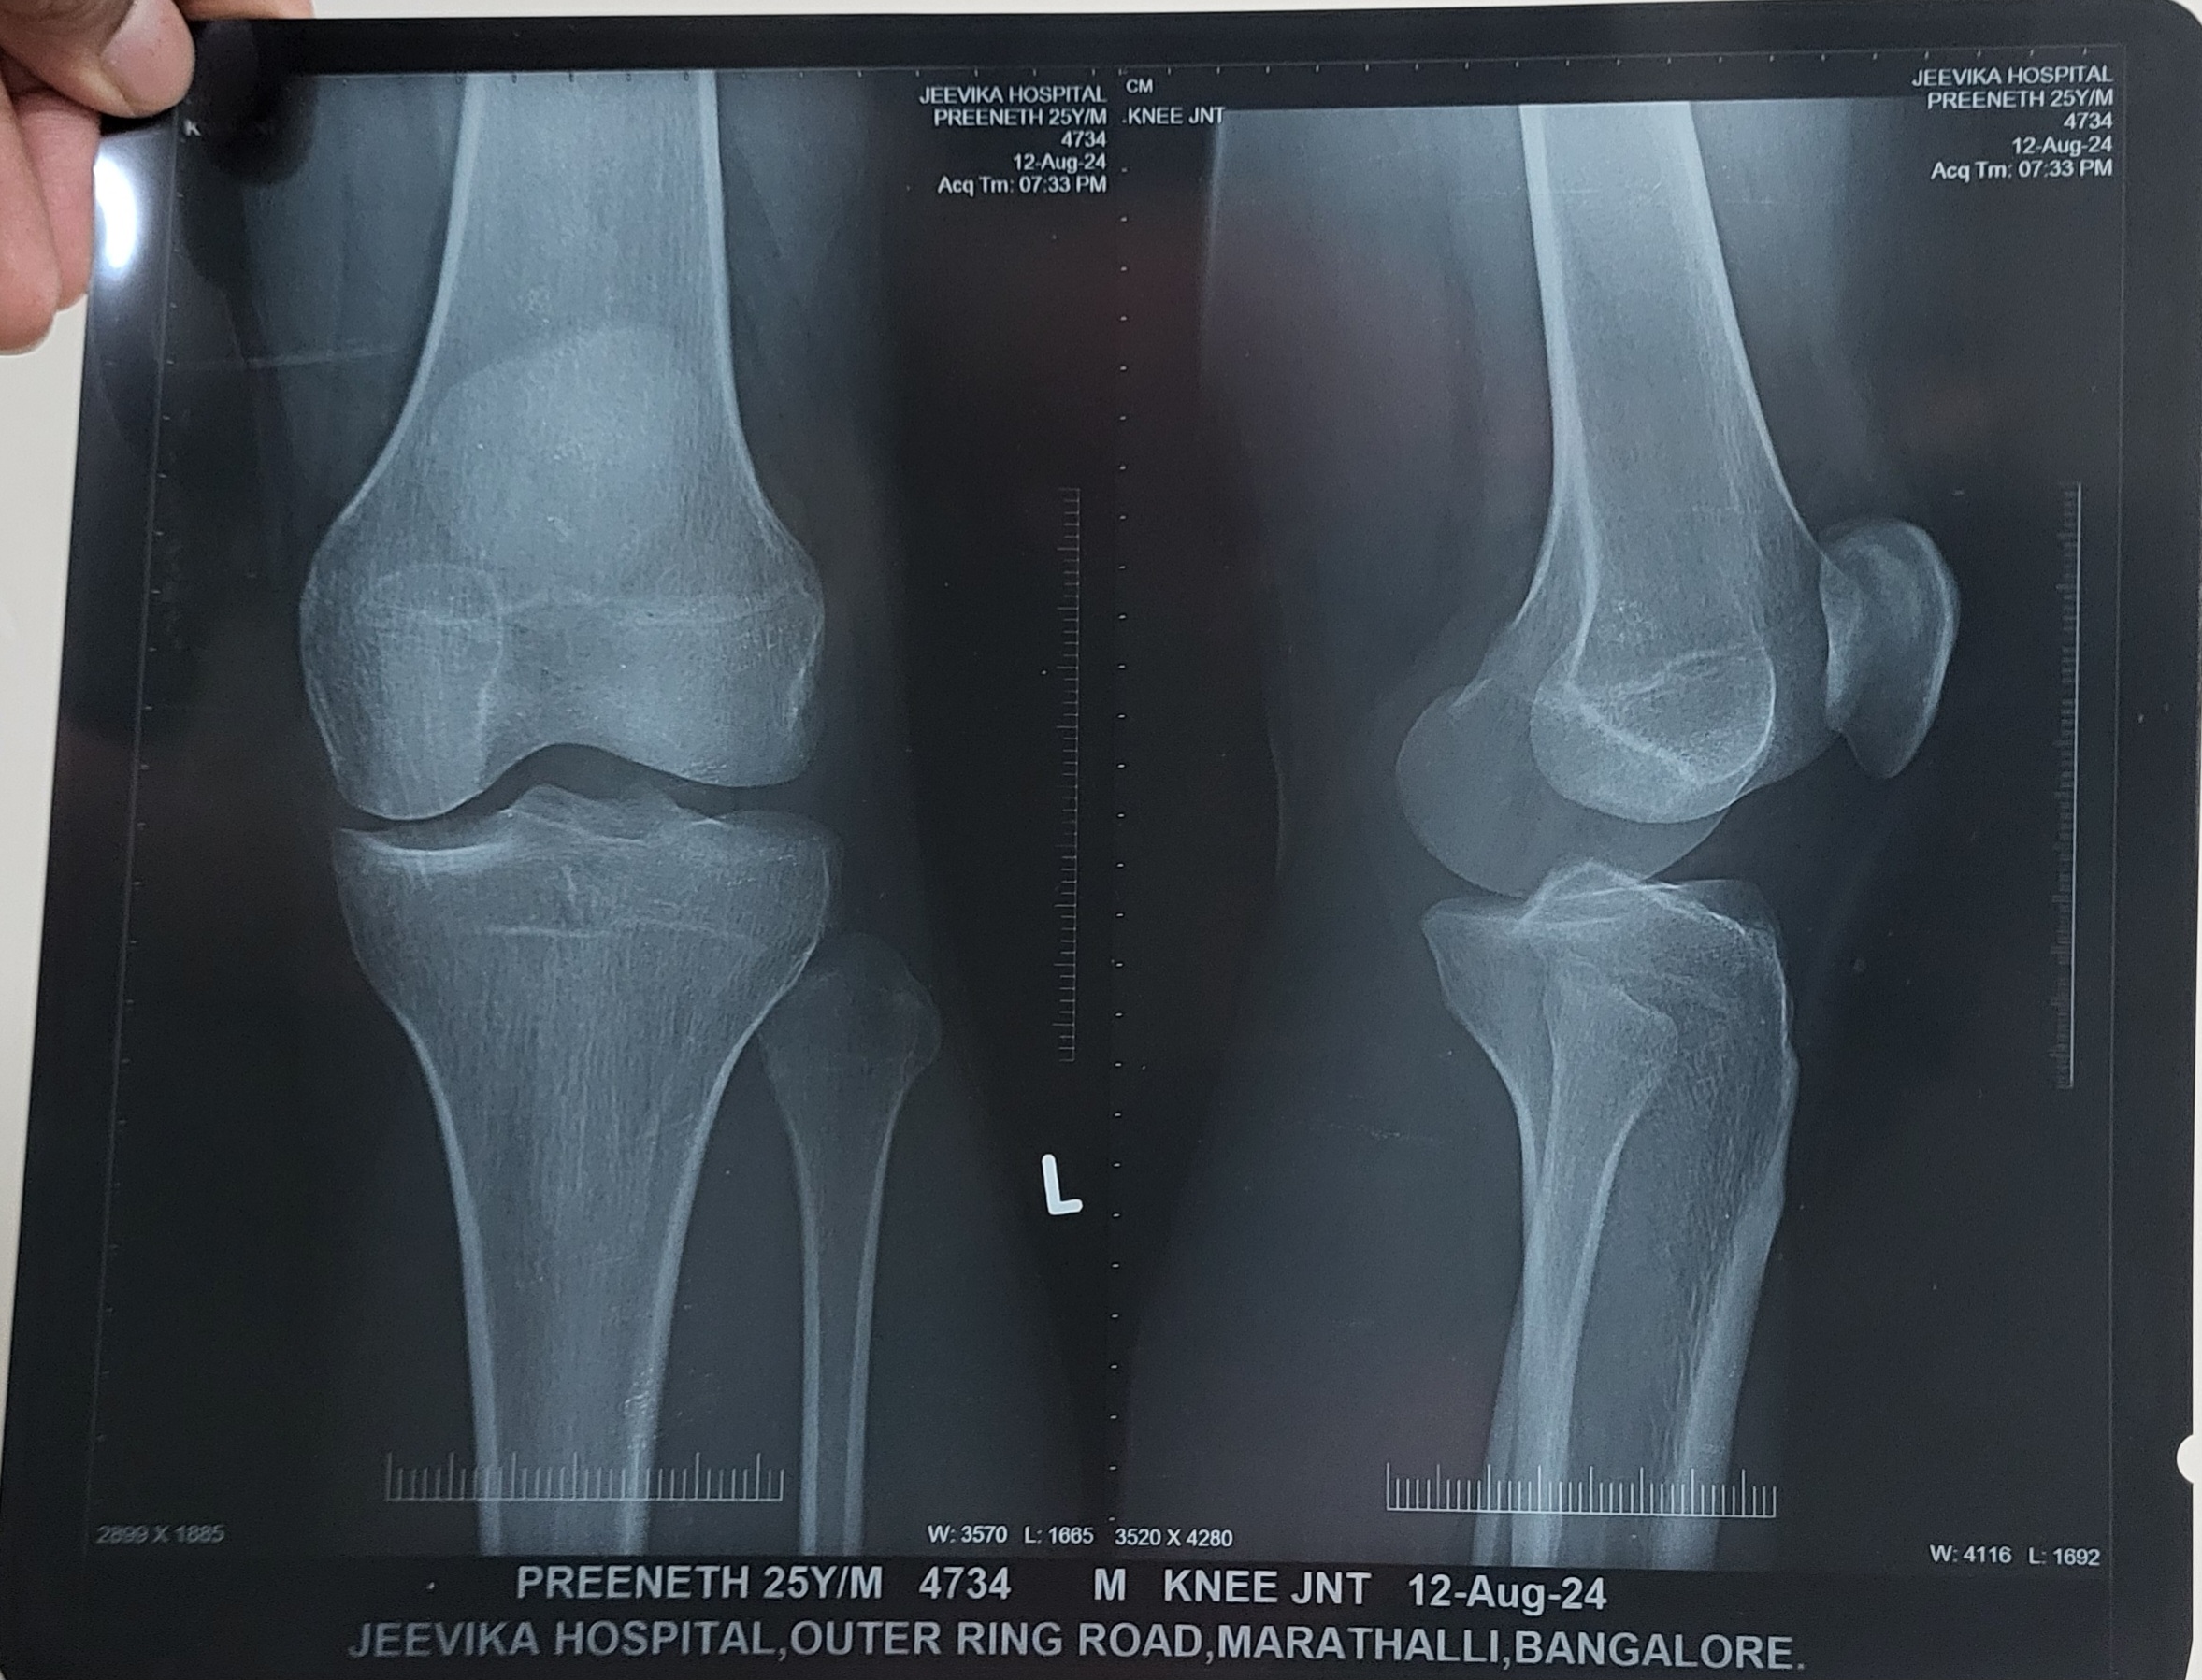 JEEVIKA HOSPITAL
PREENETH 25Y/M
4734
12-Aug-24
Acq Tm: 07:33 PM
CM
.KNEE JNT
JEEVIKA HOSPITAL
PREENETH 25Y/M
4734
12-Aug-24
Acq Tm: 07:33 PM
L
2899 X 1885
W: 3570 L: 1665
3520 X 4280
W: 4116 L: 1692
PREENETH 25Y/M 4734 M KNEE JNT 12-Aug-24
JEEVIKA HOSPITAL,OUTER RING ROAD,MARATHALLI,BANGALORE.